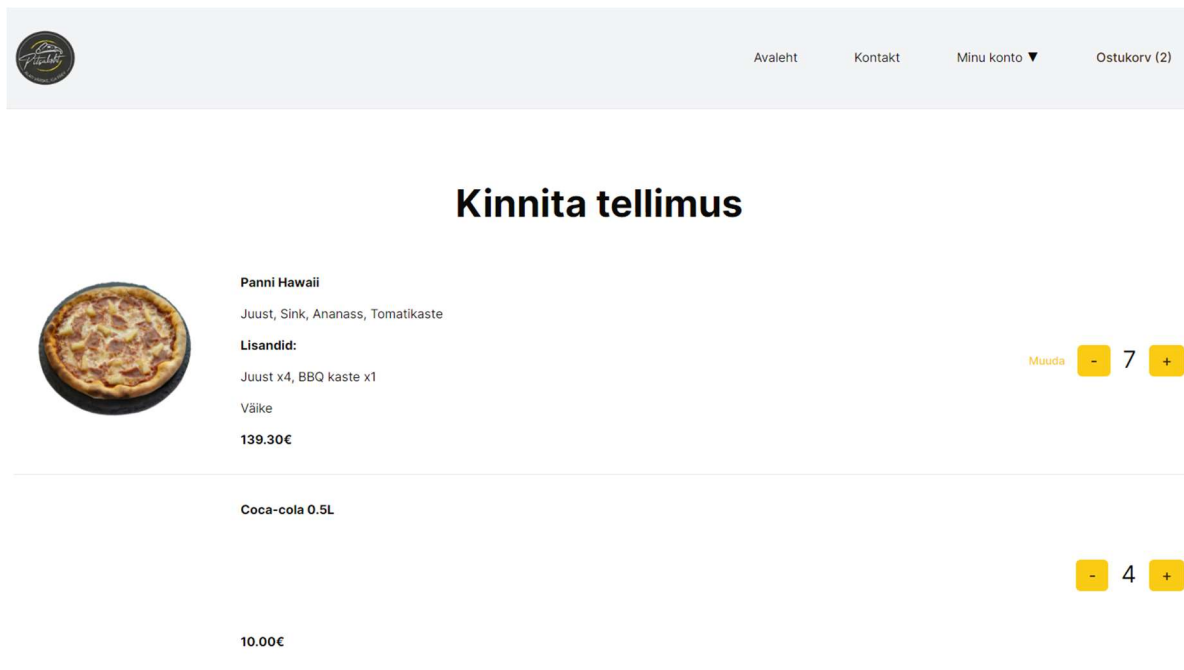 Pitsaleht
Avaleht Kontakt Minu konto ▼ Ostukorv (2)
Kinnita tellimus
Panni Hawaii
Juust, Sink, Ananass, Tomatikaste
Lisandid:
Juust x4, BBQ kaste x1
Väike
139.30€
Muuda - 7 +
Coca-cola 0.5L
- 4 +
10.00€